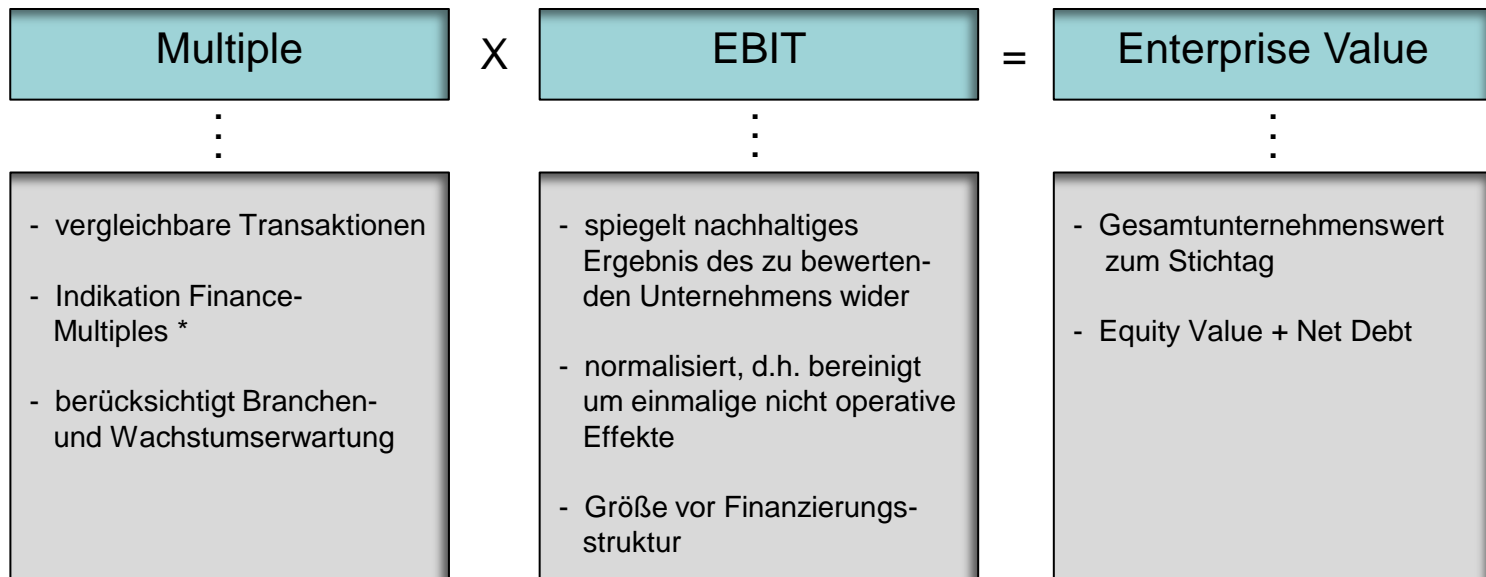 Multiple X EBIT = Enterprise Value
- vergleichbare Transaktionen
- Indikation Finance-
Multiples *
- berücksichtigt Branchen-
und Wachstumserwartung
- spiegelt nachhaltiges
Ergebnis des zu bewerten-
den Unternehmens wider
- normalisiert, d.h. bereinigt
um einmalige nicht operative
Effekte
- Größe vor Finanzierungs-
struktur
- Gesamtunternehmenswert
zum Stichtag
- Equity Value + Net Debt